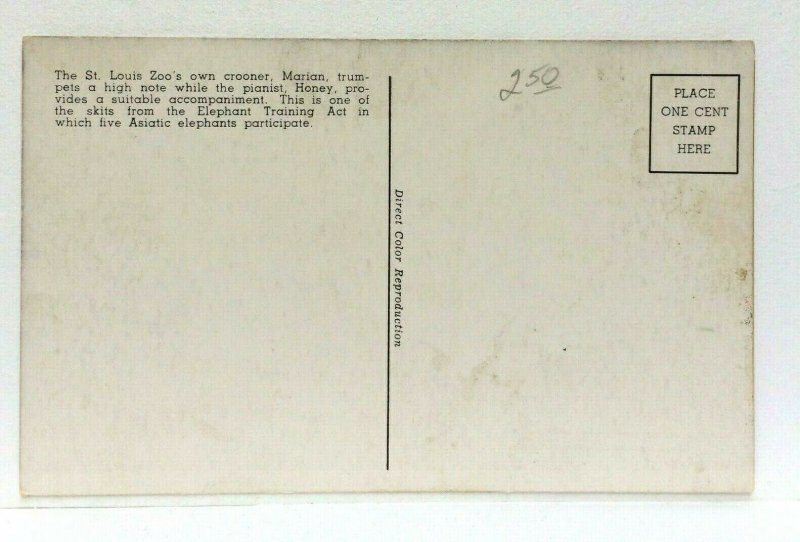 The St. Louis Zoo's own crooner, Marian, trum-
pets a high note while the pianist, Honey, pro-
vides a suitable accompaniment. This is one of
the skits from the Elephant Training Act in
which five Asiatic elephants participate.
250
PLACE
ONE CENT
STAMP
HERE
Direct Color Reproduction